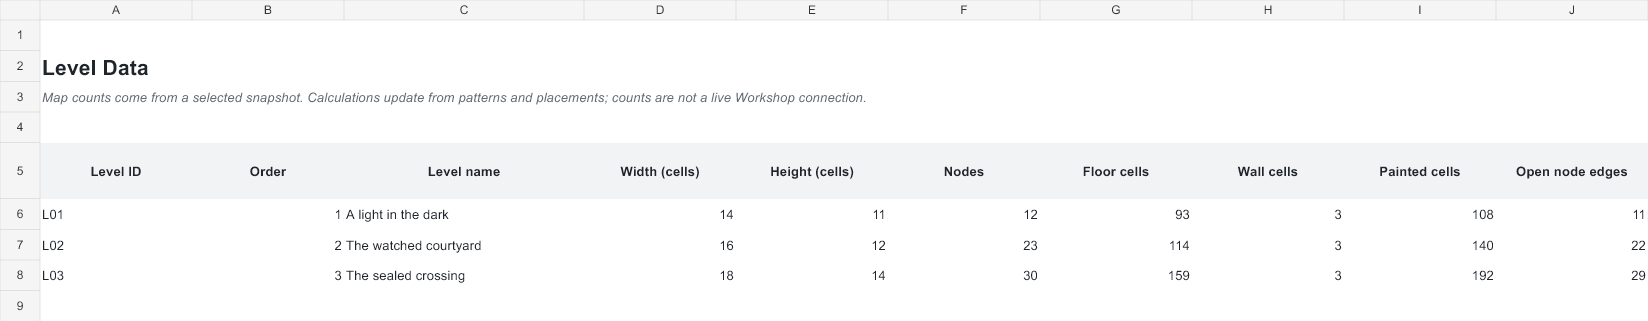 A B C D E F G H I J
1
2 Level Data
3 Map counts come from a selected snapshot. Calculations update from patterns and placements; counts are not a live Workshop connection.
4
5 Level ID Order Level name Width (cells) Height (cells) Nodes Floor cells Wall cells Painted cells Open node edges
6 L01 1 A light in the dark 14 11 12 93 3 108 11
7 L02 2 The watched courtyard 16 12 23 114 3 140 22
8 L03 3 The sealed crossing 18 14 30 159 3 192 29
9